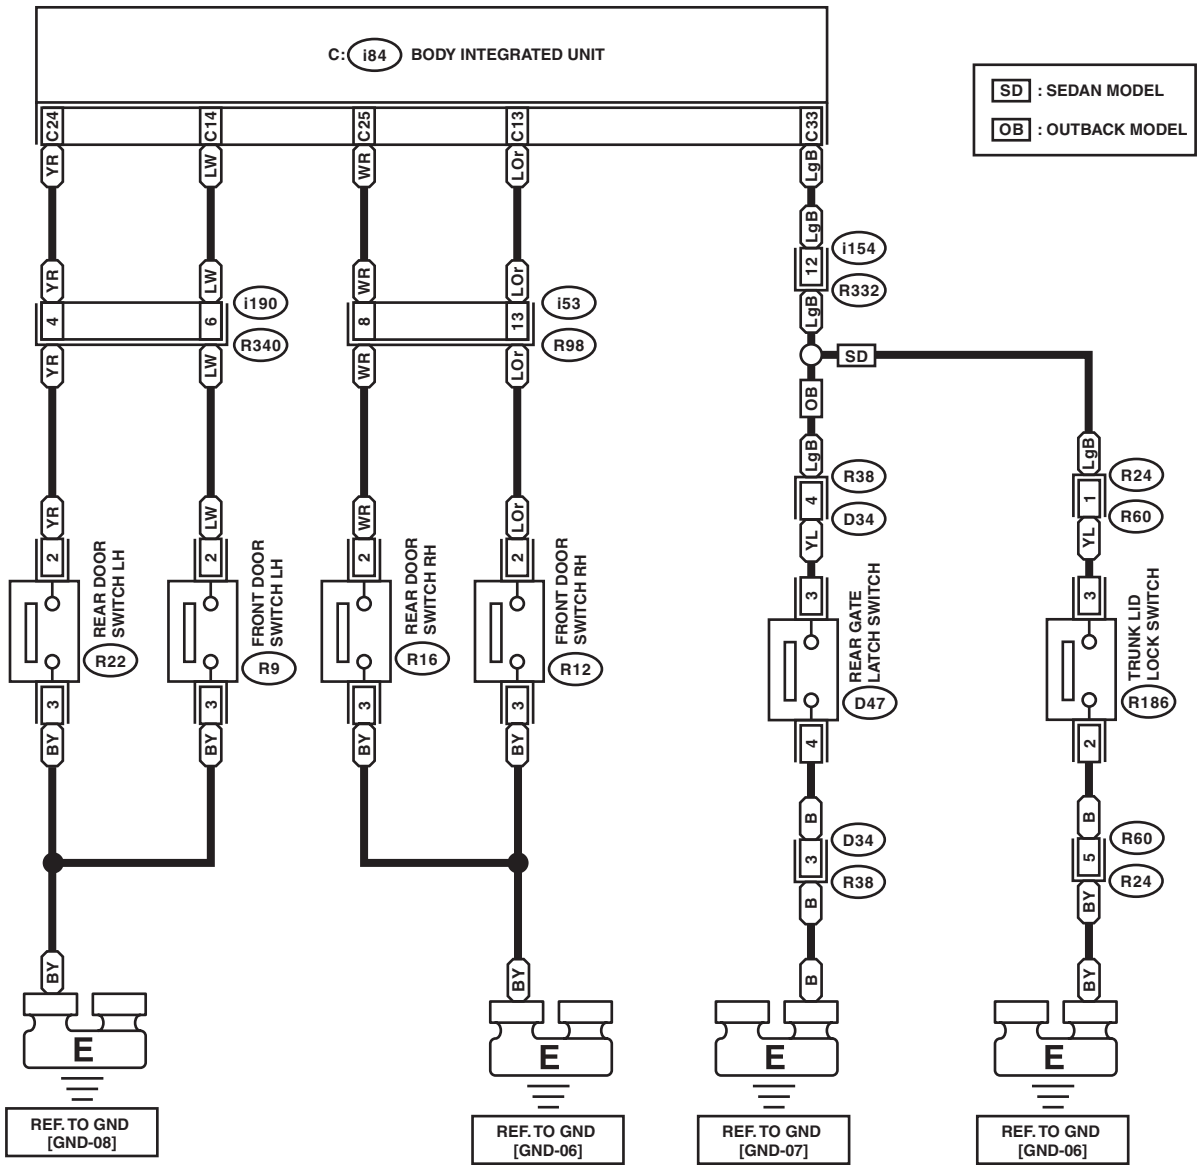 C: i84 BODY INTEGRATED UNIT
SD : SEDAN MODEL
OB : OUTBACK MODEL
C24 C14 C25 C13 C33
YR LW WR LOr LgB
LgB
i154
12
R332
YR LW WR LOr LgB
i190 i53
4 6 8 13
R340 R98
YR LW WR LOr
SD
OB
LgB LgB
R38 R24
4 1
D34 R60
YR LW WR LOr YL YL
2 2 2 2 3 3
REAR DOOR
SWITCH LH
R22
FRONT DOOR
SWITCH LH
R9
REAR DOOR
SWITCH RH
R16
FRONT DOOR
SWITCH RH
R12
REAR GATE
LATCH SWITCH
D47
TRUNK LID
LOCK SWITCH
R186
3 3 3 3 4 2
BY BY BY BY
B B
D34 R60
3 5
R38 R24
B BY
BY BY B BY
E E E E
REF. TO GND
[GND-08]
REF. TO GND
[GND-06]
REF. TO GND
[GND-07]
REF. TO GND
[GND-06]